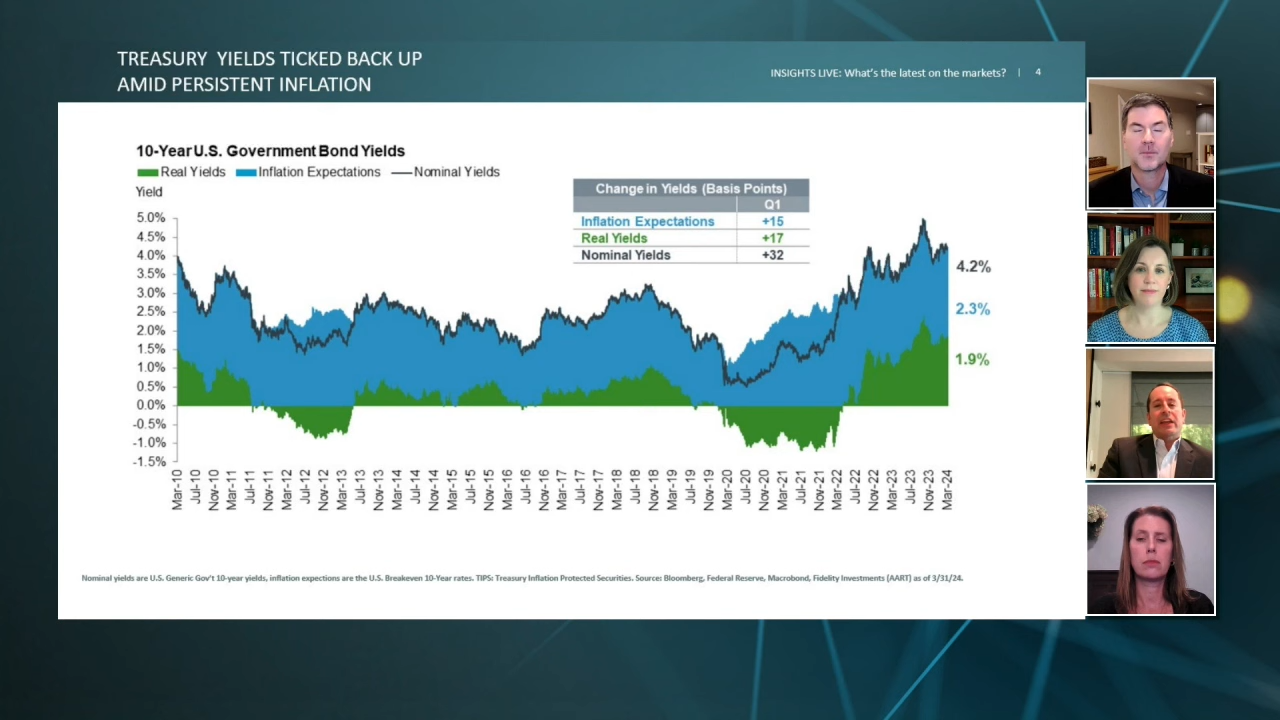 TREASURY YIELDS TICKED BACK UP
AMID PERSISTENT INFLATION
INSIGHTS LIVE: What's the latest on the markets? | 4
10-Year U.S. Government Bond Yields
Real Yields Inflation Expectations Nominal Yields
Yield
Change in Yields (Basis Points)
Q1
Inflation Expectations +15
Real Yields +17
Nominal Yields +32
5.0%
4.5%
4.0%
3.5%
3.0%
2.5%
2.0%
1.5%
1.0%
0.5%
0.0%
-0.5%
-1.0%
-1.5%
4.2%
2.3%
1.9%
Mar-10
Jul-10
Nov-10
Mar-11
Jul-11
Nov-11
Mar-12
Jul-12
Nov-12
Mar-13
Jul-13
Nov-13
Mar-14
Jul-14
Nov-14
Mar-15
Jul-15
Nov-15
Mar-16
Jul-16
Nov-16
Mar-17
Jul-17
Nov-17
Mar-18
Jul-18
Nov-18
Mar-19
Jul-19
Nov-19
Mar-20
Jul-20
Nov-20
Mar-21
Jul-21
Nov-21
Mar-22
Jul-22
Nov-22
Mar-23
Jul-23
Nov-23
Mar-24
Nominal yields are U.S. Generic Gov't 10-year yields, inflation expections are the U.S. Breakeven 10-Year rates. TIPS: Treasury Inflation Protected Securities. Source: Bloomberg, Federal Reserve, Macrobond, Fidelity Investments (AART) as of 3/31/24.